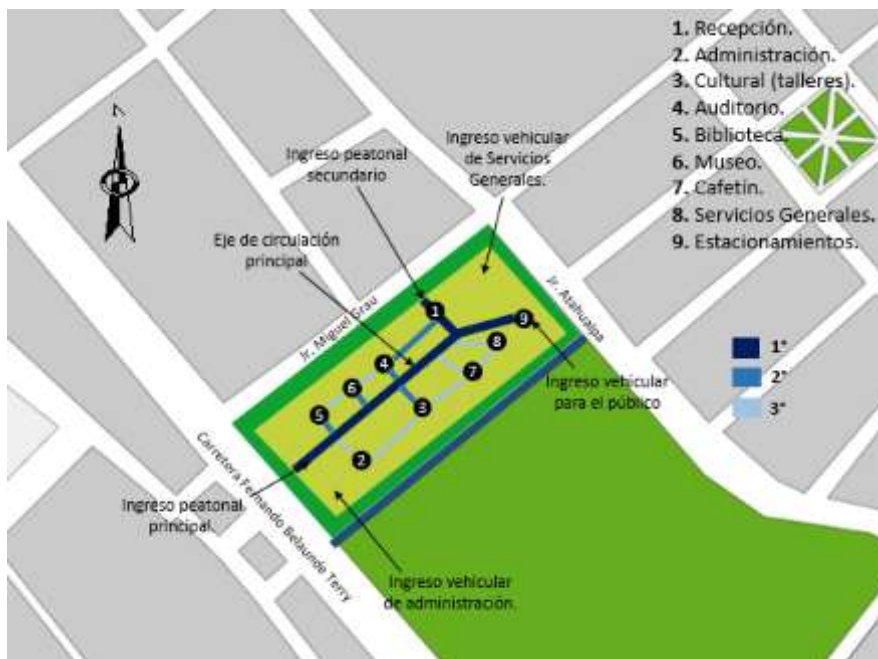 1. Recepción.
2. Administración.
3. Cultural (talleres).
4. Auditorio.
5. Biblioteca.
6. Museo.
7. Cafetín.
8. Servicios Generales.
9. Estacionamientos.
Ingreso vehicular
de Servicios
Generales.
Ingreso peatonal
secundario
Eje de circulación
principal
N
Jr. Miguel Grau
Jr. Atahualpa
1
9
8
4
7
6
3
5
2
1°
2°
3°
Ingreso vehicular
para el público
Carretera Fernando Belaunde Terry
Ingreso peatonal
principal.
Ingreso vehicular
de administración.